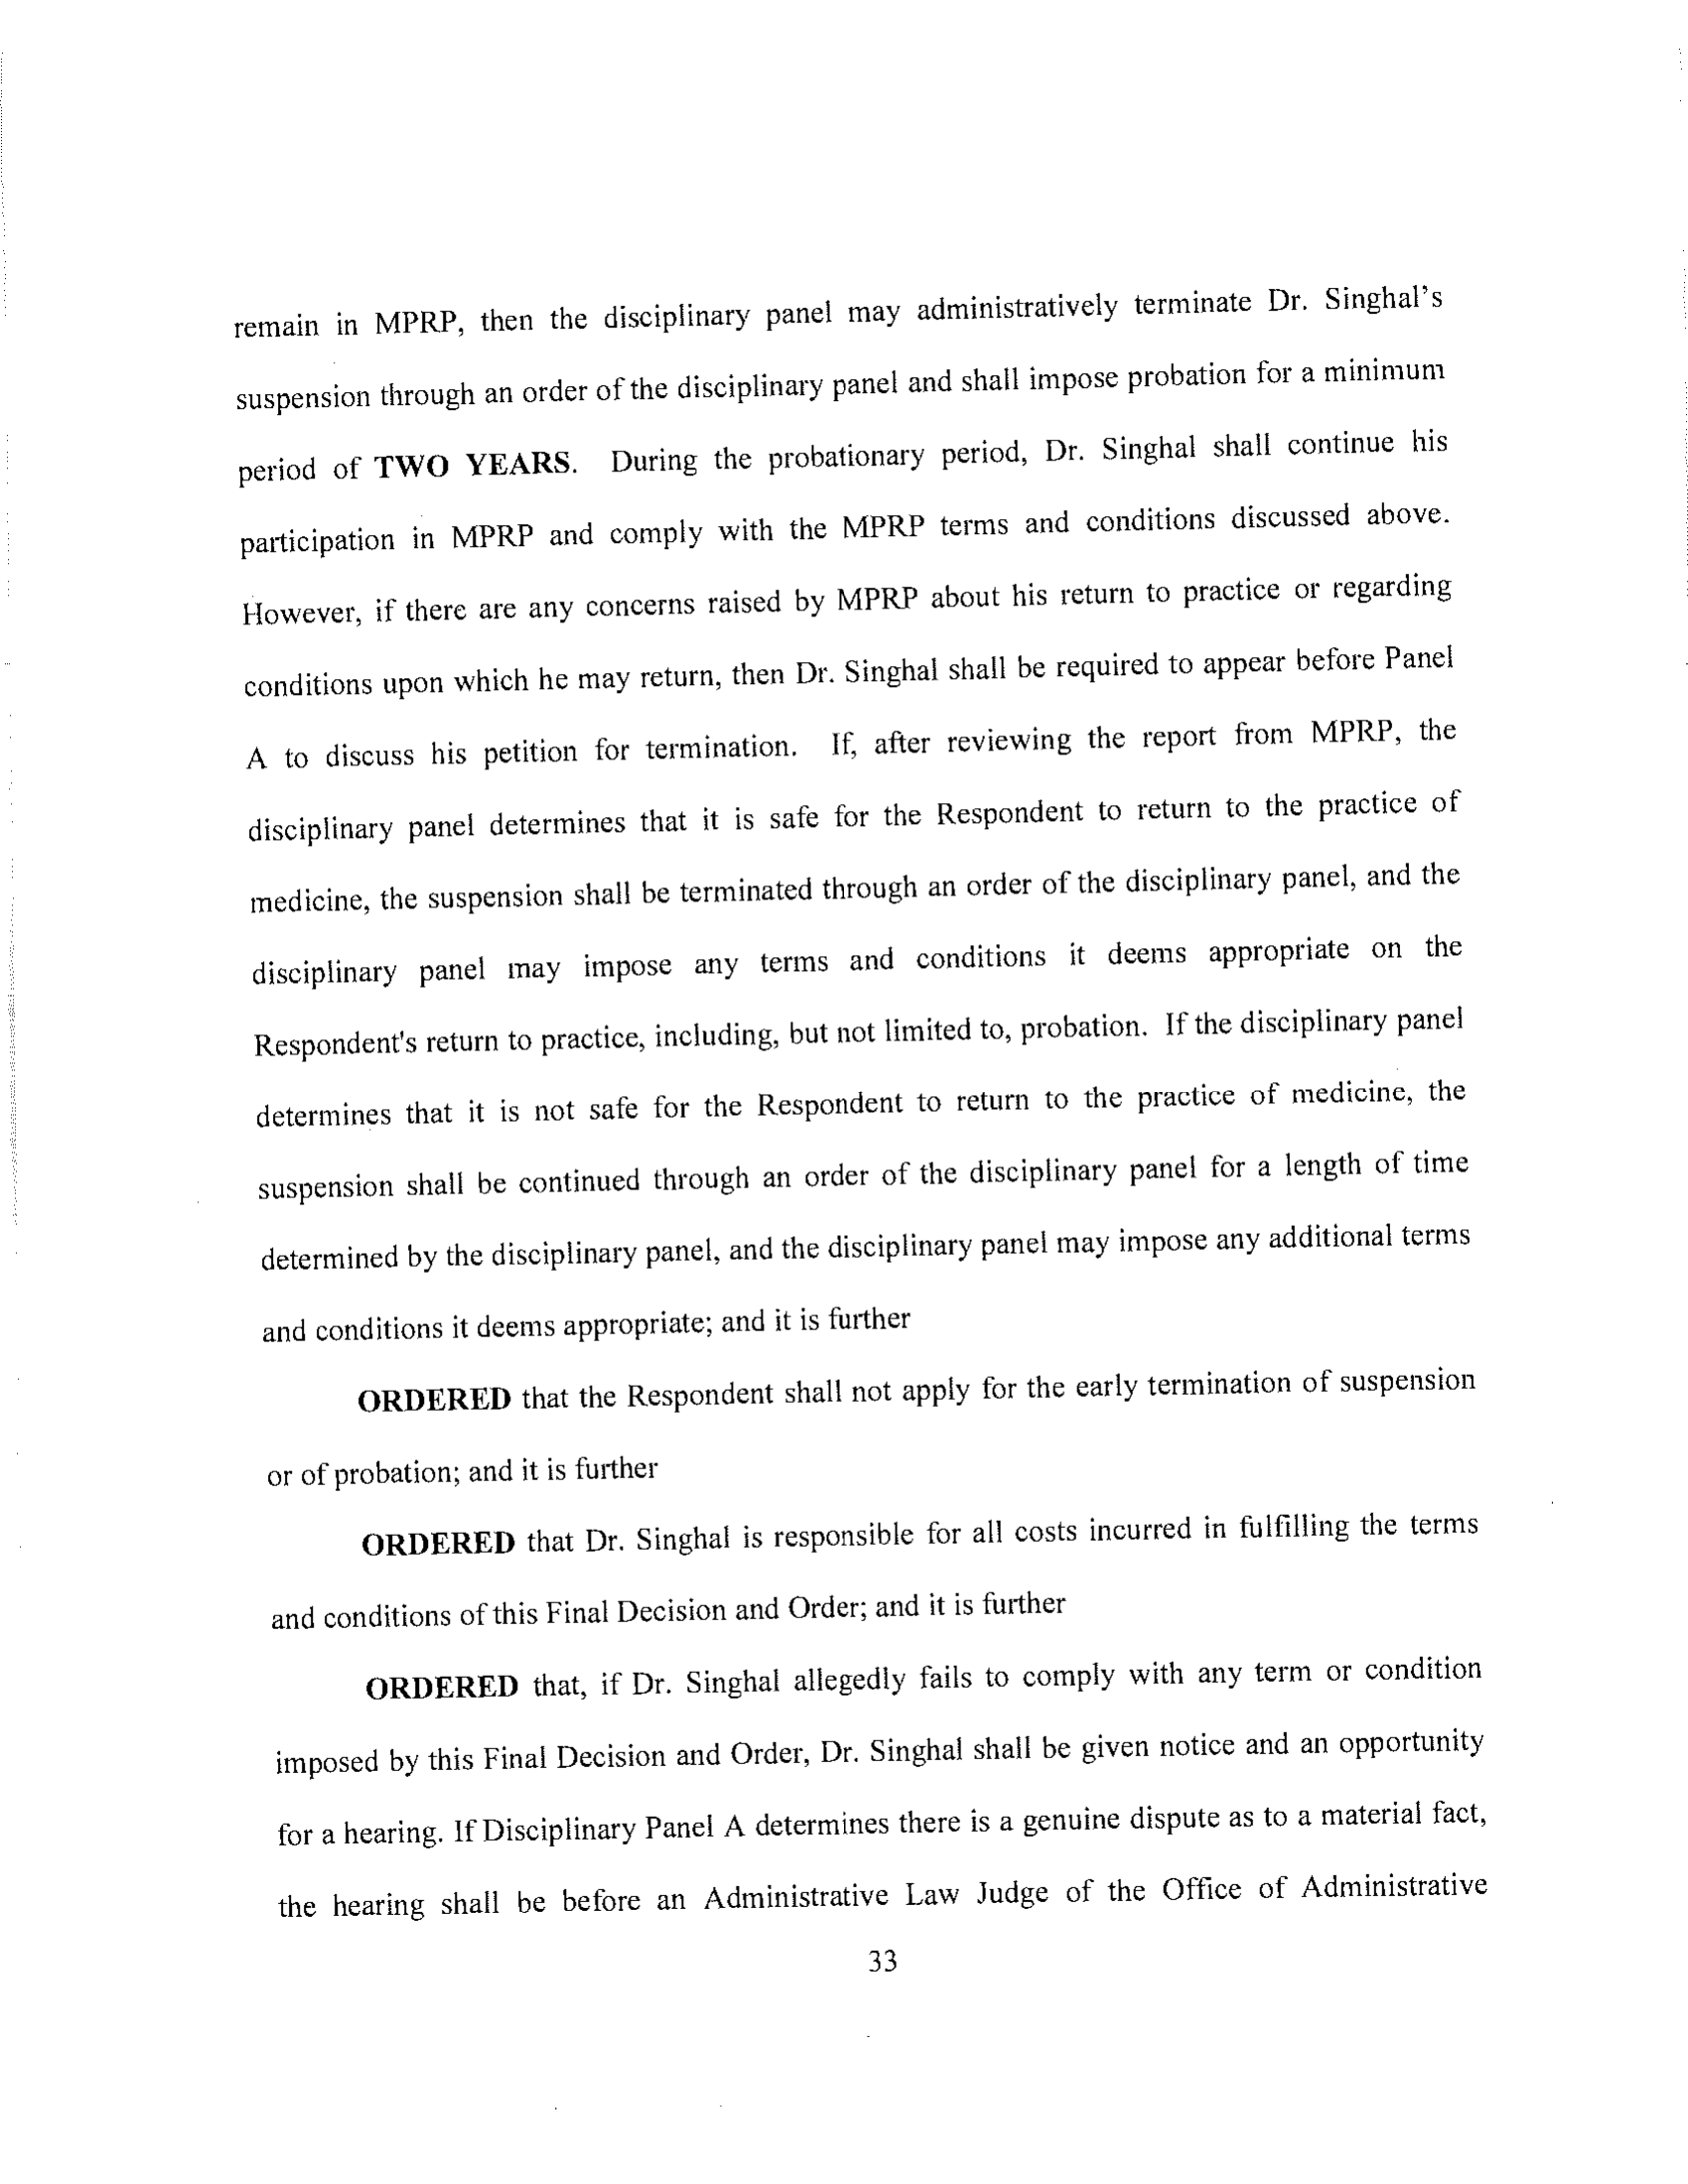 remain in MPRP, then the disciplinary panel may administratively terminate Dr. Singhal's
suspension through an order of the disciplinary panel and shall impose probation for a minimum
period of TWO YEARS. During the probationary period, Dr. Singhal shall continue his
participation in MPRP and comply with the MPRP terms and conditions discussed above.
However, if there are any concerns raised by MPRP about his return to practice or regarding
conditions upon which he may return, then Dr. Singhal shall be required to appear before Panel
A to discuss his petition for termination. If, after reviewing the report from MPRP, the
disciplinary panel determines that it is safe for the Respondent to return to the practice of
medicine, the suspension shall be terminated through an order of the disciplinary panel, and the
disciplinary panel may impose any terms and conditions it deems appropriate on the
Respondent's return to practice, including, but not limited to, probation. If the disciplinary panel
determines that it is not safe for the Respondent to return to the practice of medicine, the
suspension shall be continued through an order of the disciplinary panel for a length of time
determined by the disciplinary panel, and the disciplinary panel may impose any additional terms
and conditions it deems appropriate; and it is further
ORDERED that the Respondent shall not apply for the early termination of suspension
or of probation; and it is further
ORDERED that Dr. Singhal is responsible for all costs incurred in fulfilling the terms
and conditions of this Final Decision and Order; and it is further
ORDERED that, if Dr. Singhal allegedly fails to comply with any term or condition
imposed by this Final Decision and Order, Dr. Singhal shall be given notice and an opportunity
for a hearing. If Disciplinary Panel A determines there is a genuine dispute as to a material fact,
the hearing shall be before an Administrative Law Judge of the Office of Administrative
33